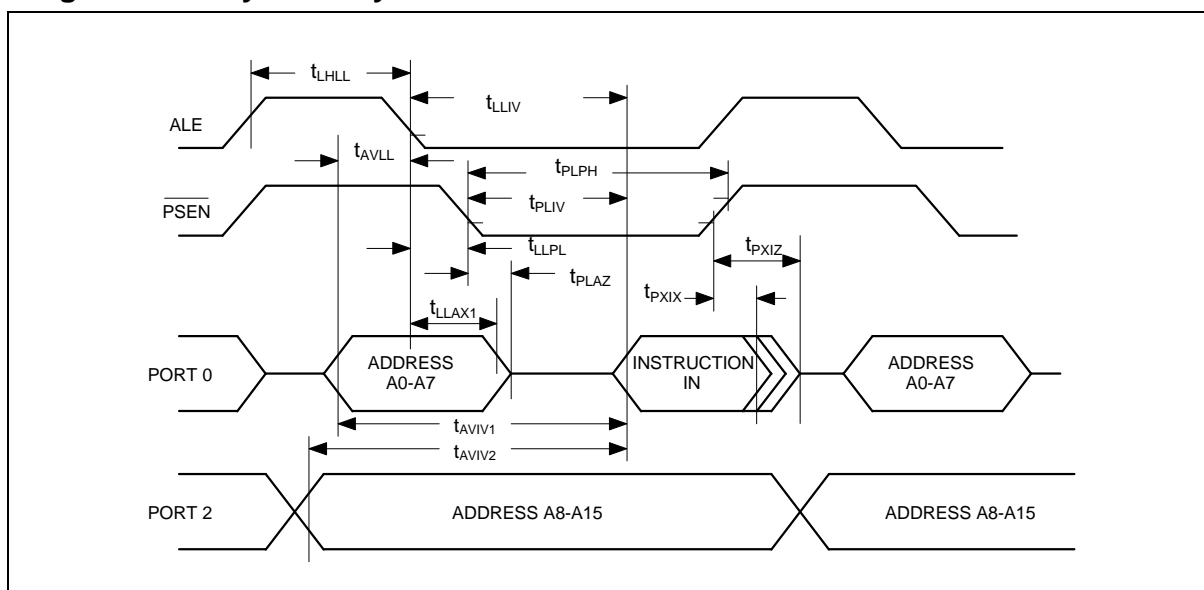 tLHLL
tLLIV
ALE
tAVLL
tPLPH
PSEN
tPLIV
tLLPL
tPXIZ
tPLAZ
tPXIX
tLLAX1
PORT 0
ADDRESS
A0-A7
INSTRUCTION
IN
ADDRESS
A0-A7
tAVIV1
tAVIV2
PORT 2
ADDRESS A8-A15
ADDRESS A8-A15